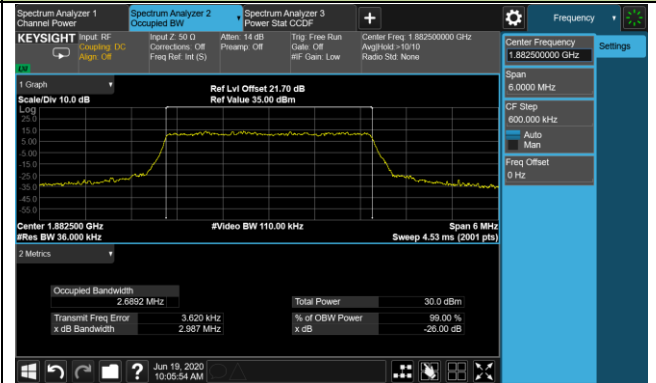 Spectrum Analyzer 1
Channel Power
Spectrum Analyzer 2
Occupied BW
Spectrum Analyzer 3
Power Stat CCDF
Frequency
KEYSIGHT
Input: RF
Coupling: DC
Align: Off
Input Z: 50 Ω
Corrections: Off
Freq Ref: Int (S)
Atten: 14 dB
Preamp: Off
Trig: Free Run
Gate: Off
#IF Gain: Low
Center Freq: 1.882500000 GHz
Avg|Hold:>10/10
Radio Std: None
Center Frequency
1.882500000 GHz
Settings
Span
6.0000 MHz
CF Step
600.000 kHz
Auto
Man
Freq Offset
0 Hz
1 Graph
Scale/Div 10.0 dB
Ref Lvl Offset 21.70 dB
Ref Value 35.00 dBm
Log
25.0
15.0
5.00
-5.00
-15.0
-25.0
-35.0
-45.0
-55.0
Center 1.882500 GHz
#Res BW 36.000 kHz
#Video BW 110.00 kHz
Span 6 MHz
Sweep 4.53 ms (2001 pts)
2 Metrics
Occupied Bandwidth
2.6892 MHz
Total Power 30.0 dBm
Transmit Freq Error 3.620 kHz
% of OBW Power 99.00 %
x dB Bandwidth 2.987 MHz
x dB -26.00 dB
Jun 19, 2020
10:05:54 AM